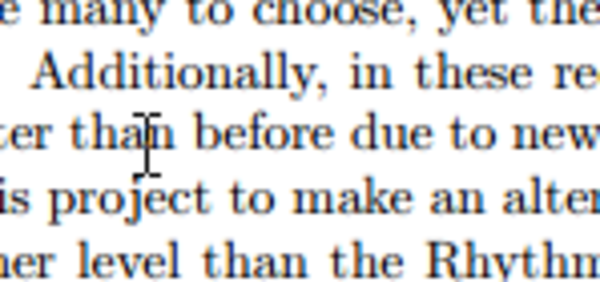 e many to choose, yet the
Additionally, in these re
ter than before due to new
is project to make an alter
her level than the Rhythm